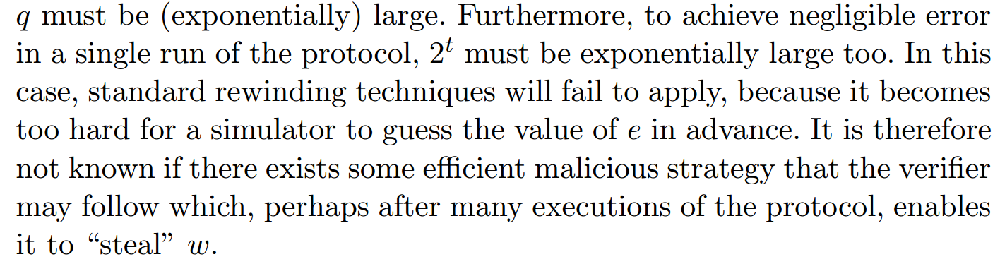 q must be (exponentially) large. Furthermore, to achieve negligible error
in a single run of the protocol, 2^t must be exponentially large too. In this
case, standard rewinding techniques will fail to apply, because it becomes
too hard for a simulator to guess the value of e in advance. It is therefore
not known if there exists some efficient malicious strategy that the verifier
may follow which, perhaps after many executions of the protocol, enables
it to “steal” w.